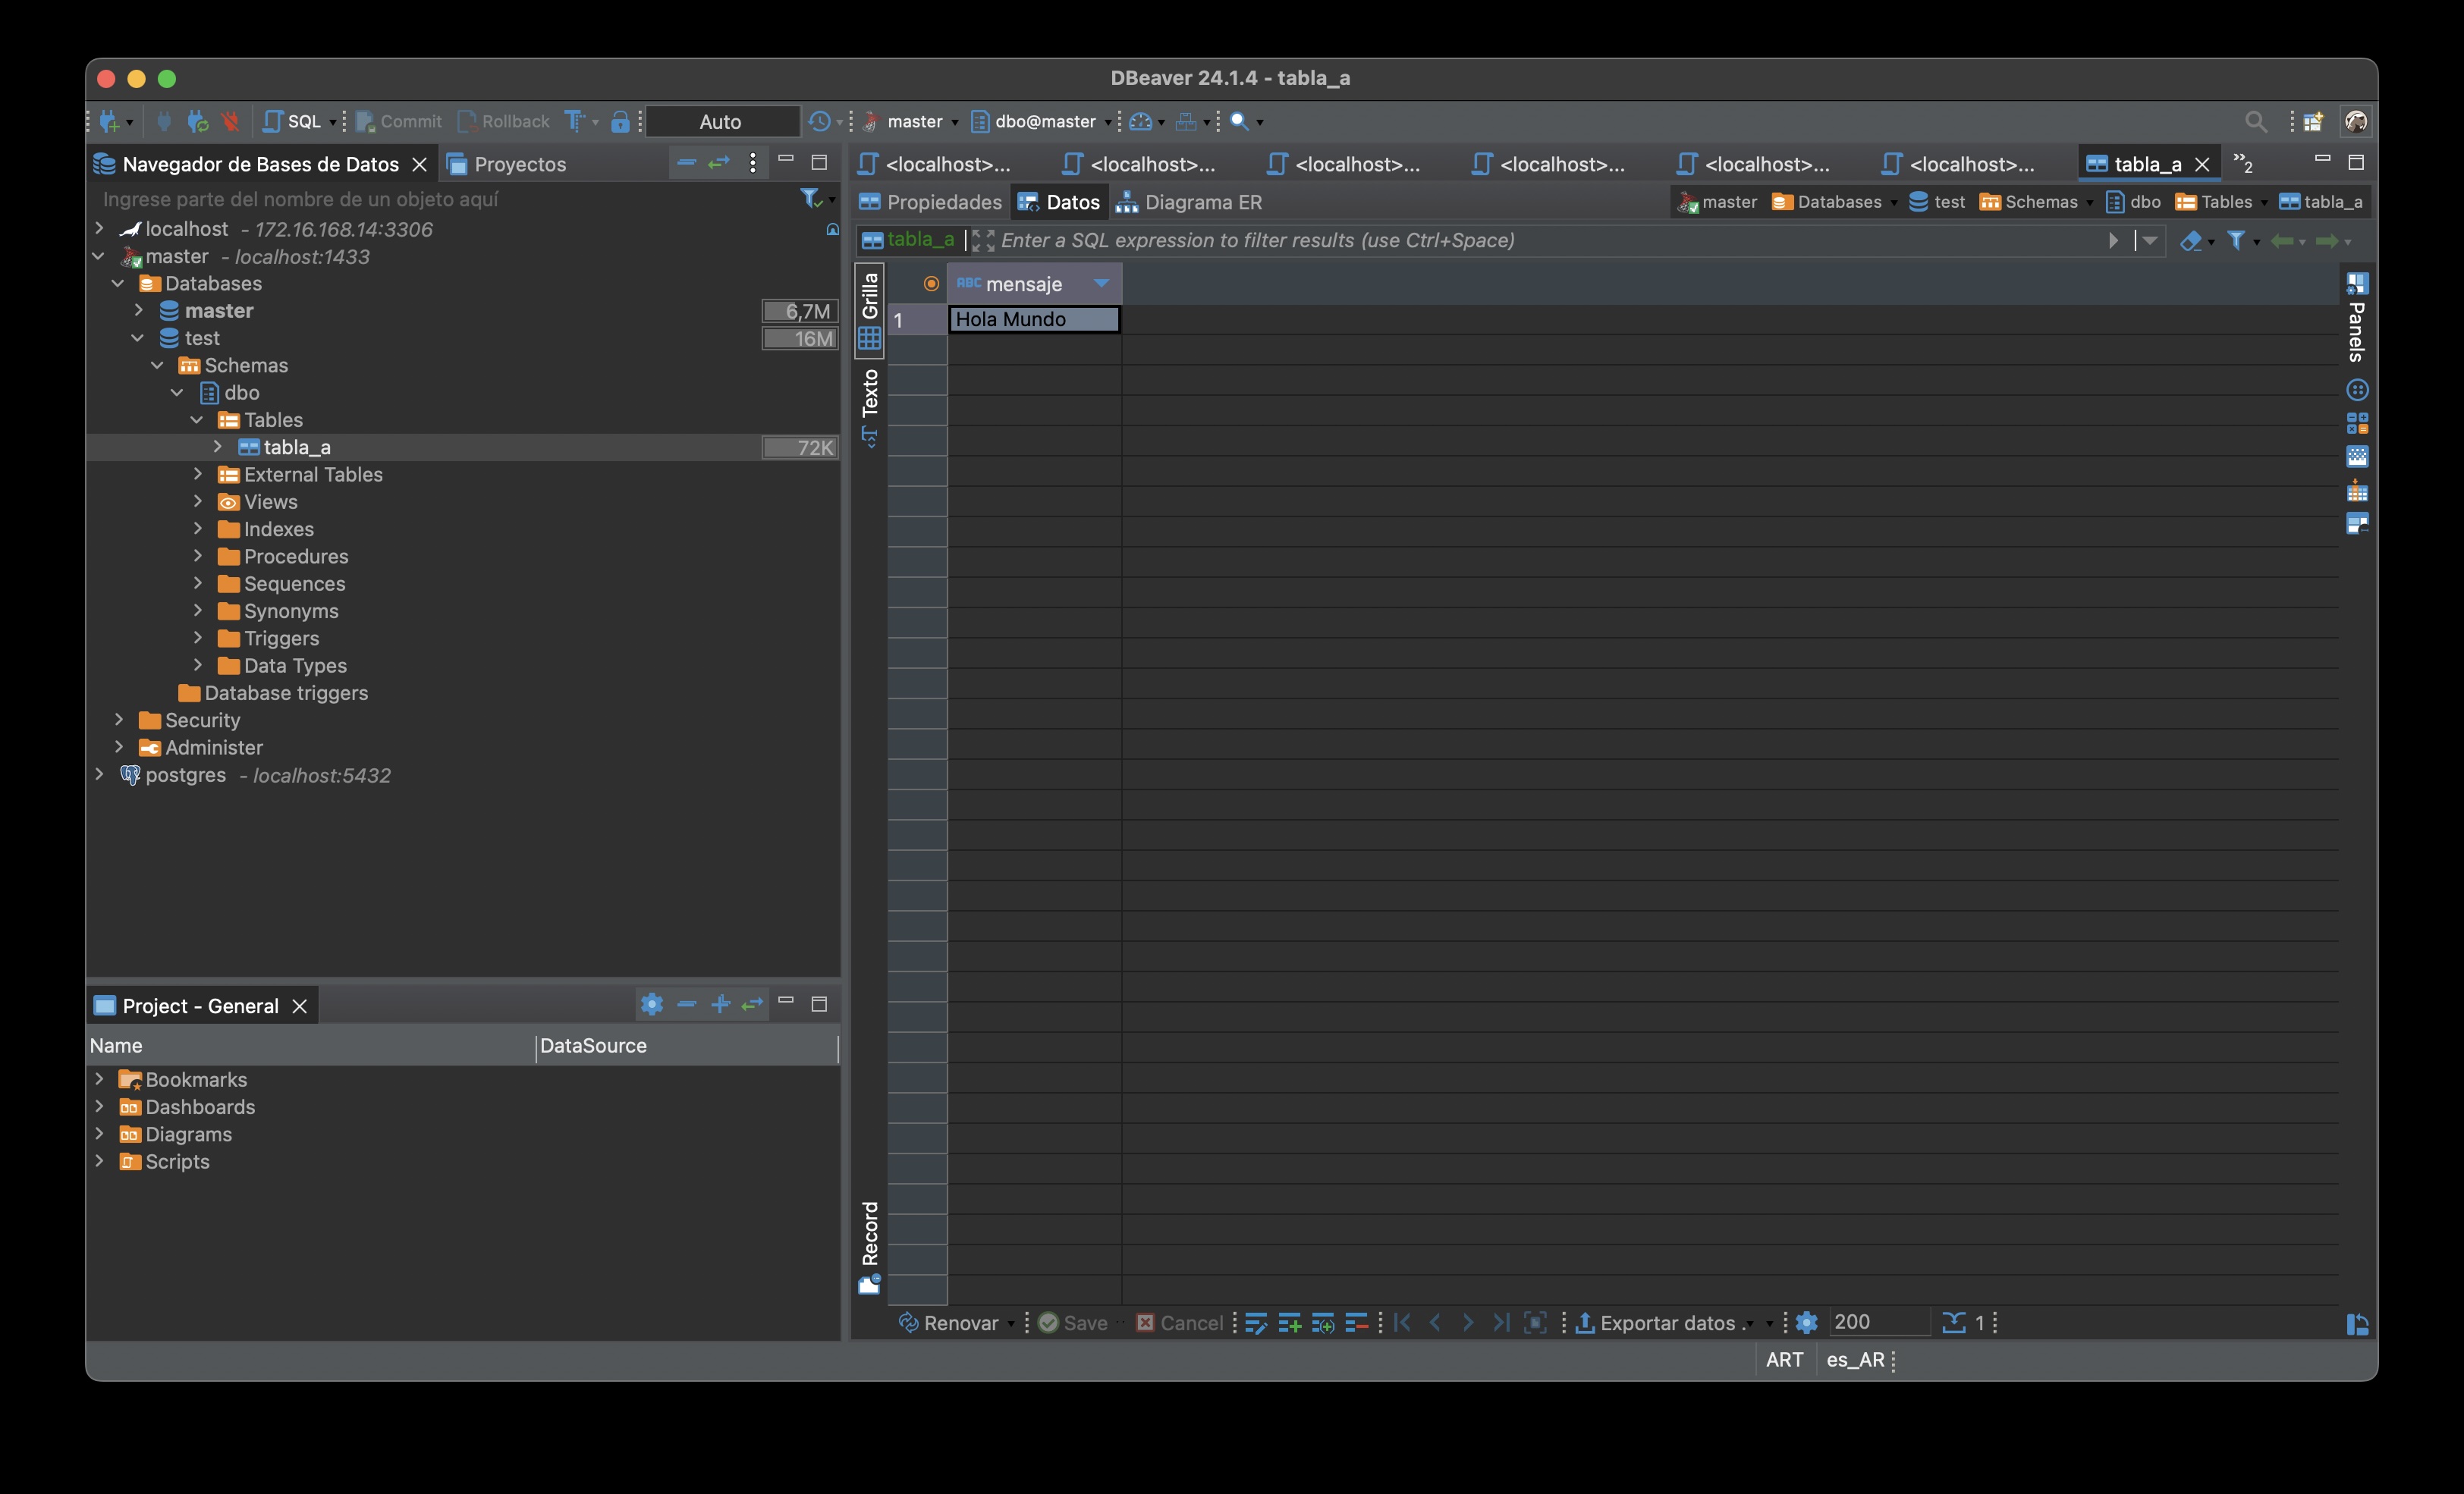 DBeaver 24.1.4 - tabla_a
SQL Commit Rollback T Auto master dbo@master
Navegador de Bases de Datos Proyectos
Ingrese parte del nombre de un objeto aquí
localhost - 172.16.168.14:3306
master - localhost:1433
Databases
master 6,7M
test 16M
Schemas
dbo
Tables
tabla_a 72K
External Tables
Views
Indexes
Procedures
Sequences
Synonyms
Triggers
Data Types
Database triggers
Security
Administer
postgres - localhost:5432
Project - General
Name DataSource
Bookmarks
Dashboards
Diagrams
Scripts
<localhost>... <localhost>... <localhost>... <localhost>... <localhost>... <localhost>... tabla_a »2
Propiedades Datos Diagrama ER master Databases test Schemas dbo Tables tabla_a
tabla_a Enter a SQL expression to filter results (use Ctrl+Space)
Grilla
Texto
Record
ABC mensaje
1 Hola Mundo
Panels
Renovar Save Cancel Exportar datos . 200 1
ART es_AR